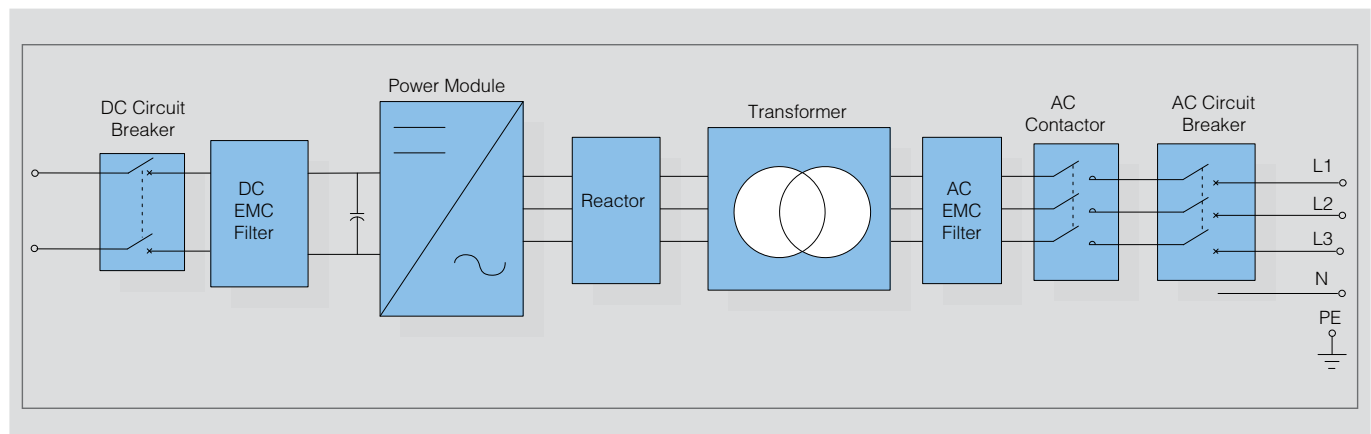 DC Circuit
Breaker
DC
EMC
Filter
Power Module
Reactor
Transformer
AC
EMC
Filter
AC
Contactor
AC Circuit
Breaker
L1
L2
L3
N
PE